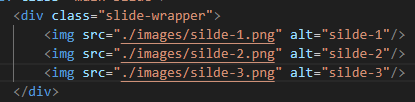 <div class="slide-wrapper">
<img src="./images/silde-1.png" alt="silde-1"/>
<img src="./images/silde-2.png" alt="silde-2"/>
<img src="./images/silde-3.png" alt="silde-3"/>
</div>